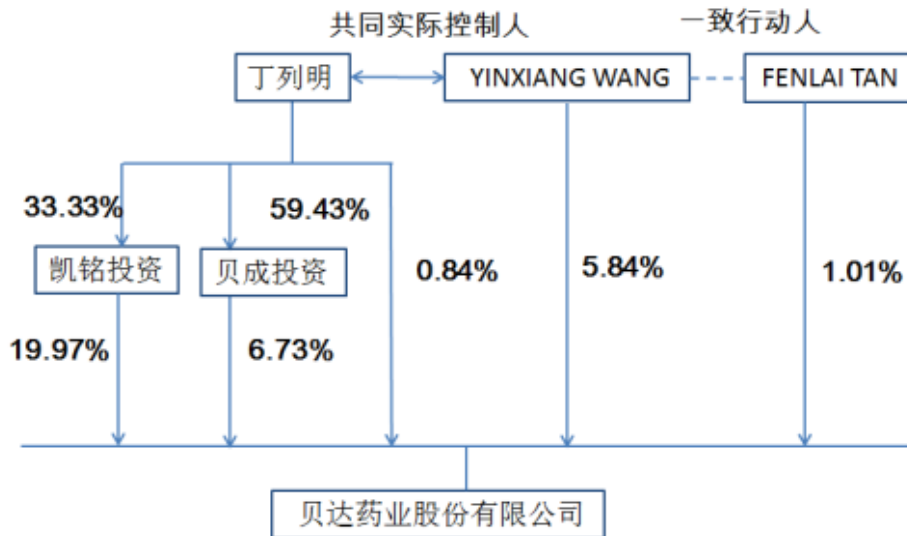 共同实际控制人
一致行动人
丁列明
YINXIANG WANG
FENLAI TAN
33.33%
59.43%
凯铭投资
贝成投资
0.84%
5.84%
1.01%
19.97%
6.73%
贝达药业股份有限公司